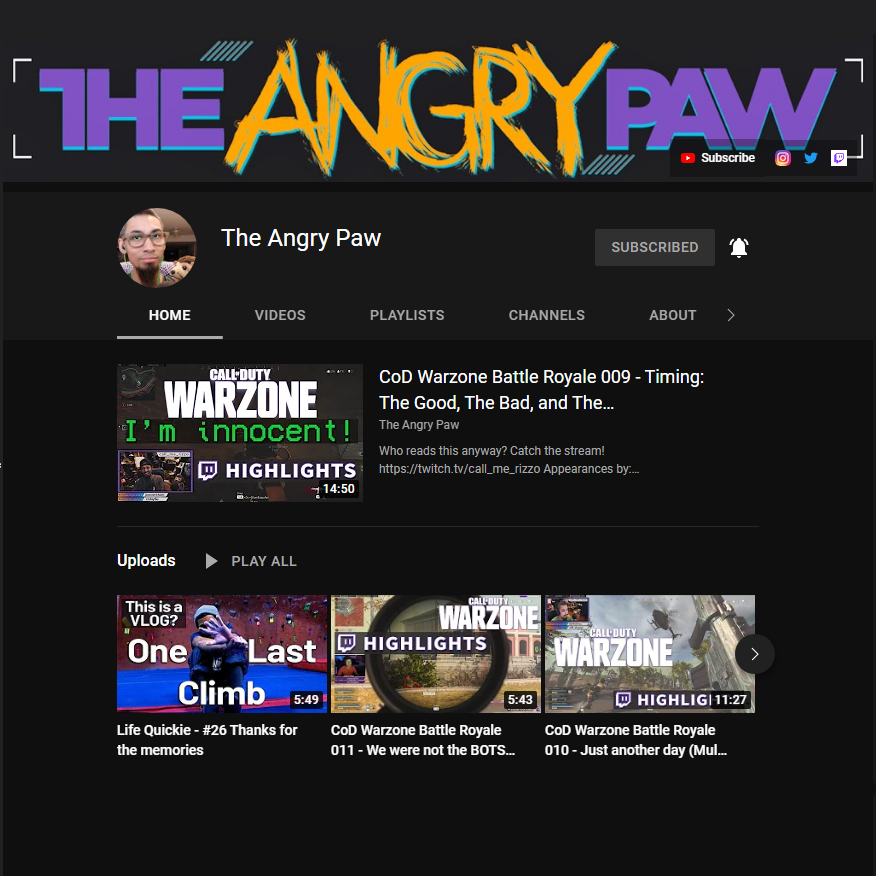 THE ANGRY PAW
Subscribe
The Angry Paw
SUBSCRIBED
HOME VIDEOS PLAYLISTS CHANNELS ABOUT
CALL OF DUTY
WARZONE
I'm innocent!
HIGHLIGHTS
14:50
CoD Warzone Battle Royale 009 - Timing:
The Good, The Bad, and The...
The Angry Paw
Who reads this anyway? Catch the stream!
https://twitch.tv/call_me_rizzo Appearances by:...
Uploads PLAY ALL
This is a
VLOG?
One Last
Climb
5:49
Life Quickie - #26 Thanks for
the memories
CALL OF DUTY
WARZONE
HIGHLIGHTS
5:43
CoD Warzone Battle Royale
011 - We were not the BOTS...
CALL OF DUTY
WARZONE
HIGHLIG
11:27
CoD Warzone Battle Royale
010 - Just another day (Mul...